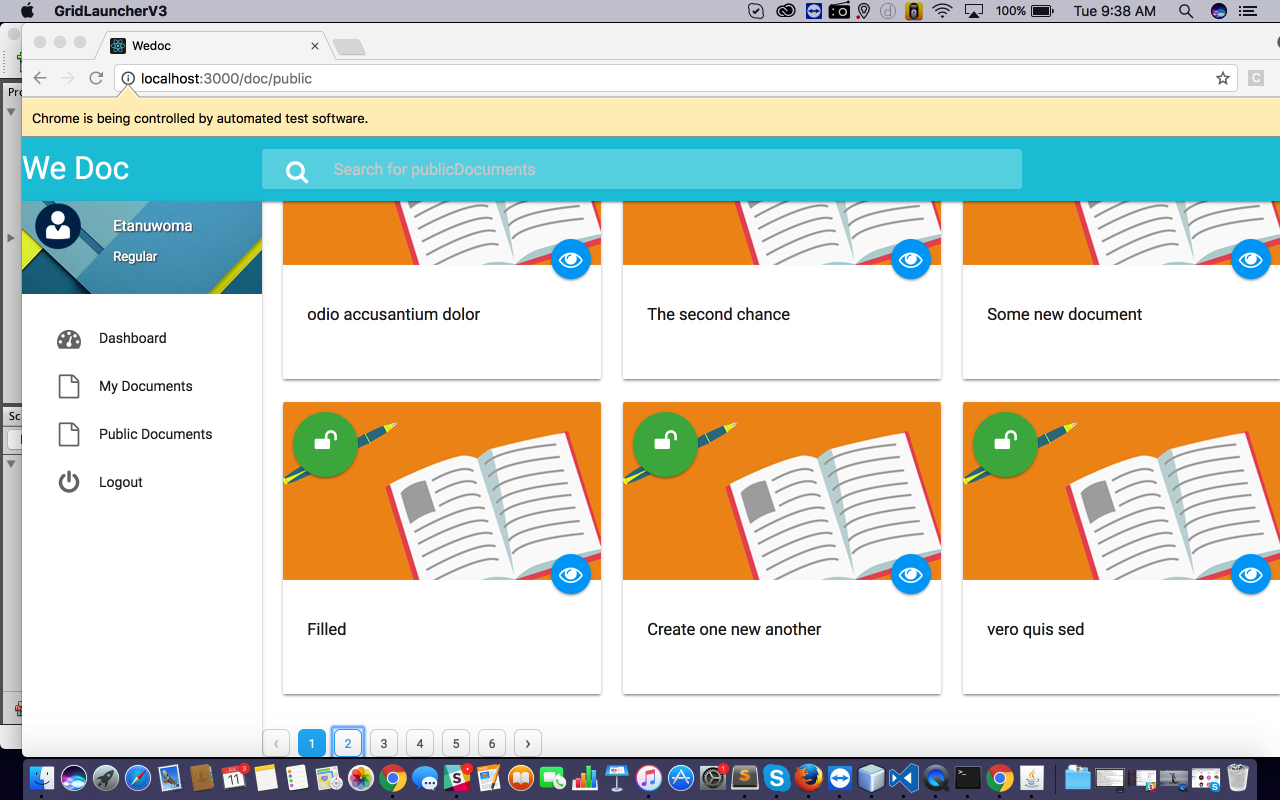 GridLauncherV3 100% Tue 9:38 AM
Wedoc
localhost:3000/doc/public
Chrome is being controlled by automated test software.
We Doc Search for publicDocuments
Etanuwoma
Regular
Dashboard
My Documents
Public Documents
Logout
odio accusantium dolor The second chance Some new document
Filled Create one new another vero quis sed
‹ 1 2 3 4 5 6 ›